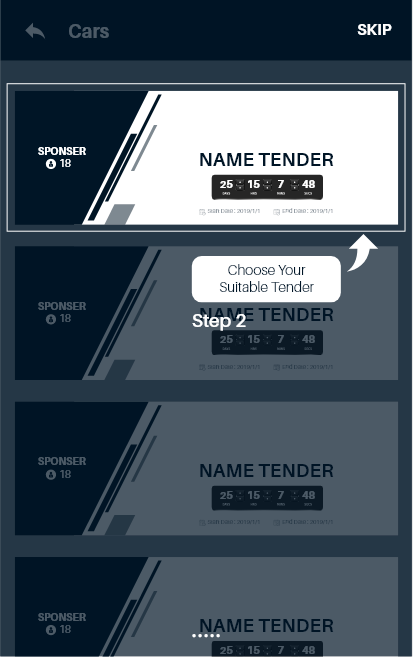 Cars
SKIP
SPONSER
18
NAME TENDER
25 : 15 : 7 : 48
DAYS HRS MINS SECS
Start Date: 2019/1/1 End Date: 2019/1/1
Choose Your
Suitable Tender
SPONSER
18
NAME TENDER
Step 2
25 : 15 : 7 : 48
DAYS HRS MINS SECS
Start Date: 2019/1/1 End Date: 2019/1/1
SPONSER
18
NAME TENDER
25 : 15 : 7 : 48
DAYS HRS MINS SECS
Start Date: 2019/1/1 End Date: 2019/1/1
SPONSER
18
NAME TENDER
25 : 15 : 7 : 48